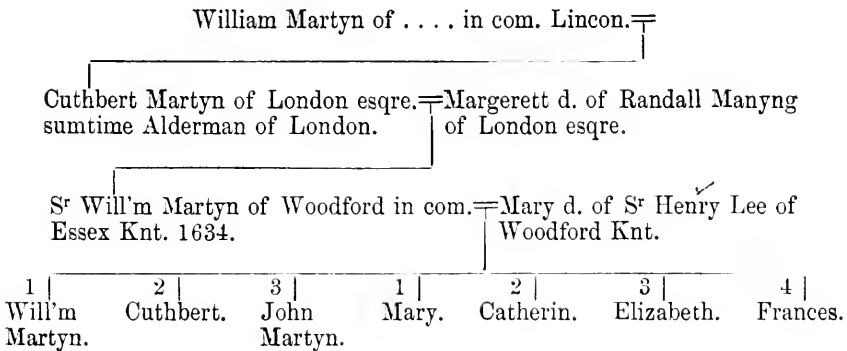 William Martyn of . . . . in com. Lincon.
Cuthbert Martyn of London esqre.
sumtime Alderman of London.
Margerett d. of Randall Manyng
of London esqre.
Sʳ Will'm Martyn of Woodford in com.
Essex Knt. 1634.
Mary d. of Sʳ Henry Lee of
Woodford Knt.
1 2 3 1 2 3 4
Will'm
Martyn.
Cuthbert.
John
Martyn.
Mary.
Catherin.
Elizabeth.
Frances.